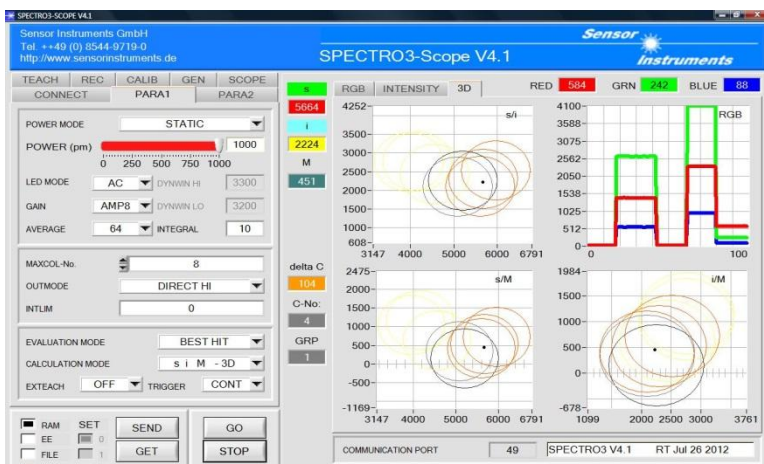 SPECTRO3-SCOPE V4.1
Sensor Instruments GmbH
Tel. ++49 (0) 8544-9719-0
http://www.sensorinstruments.de
SPECTRO3-Scope V4.1
Sensor
Instruments
TEACH REC CALIB GEN SCOPE
CONNECT PARA1 PARA2
POWER MODE STATIC
POWER (pm) 1000
0 250 500 750 1000
LED MODE AC DYNWIN HI 3300
GAIN AMP8 DYNWIN LO 3200
AVERAGE 64 INTEGRAL 10
MAXCOL-No. 8
OUTMODE DIRECT HI
INTLIM 0
EVALUATION MODE BEST HIT
CALCULATION MODE s i M - 3D
EXTEACH OFF TRIGGER CONT
RAM SET SEND GO
EE 0
FILE 1 GET STOP
s
5664
i
2224
M
451
delta C
104
C-No:
4
GRP
1
RGB INTENSITY 3D RED 584 GRN 242 BLUE 88
4252
3500
3000
2500
2000
1500
1000
608
3147 4000 5000 6000 6791
s/i
4100
3588
3075
2562
2050
1538
1025
512
0
0 100
RGB
2475
2000
1500
1000
500
0
-500
-1169
3147 4000 5000 6000 6791
s/M
1984
1500
1000
500
0
-678
1099 2000 2500 3000 3761
i/M
COMMUNICATION PORT 49 SPECTRO3 V4.1 RT Jul 26 2012